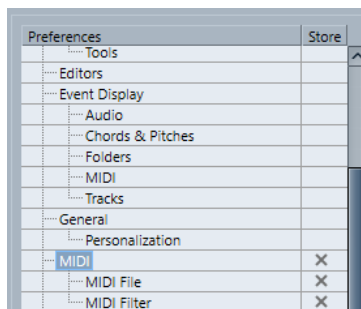 Preferences Store
Tools
Editors
Event Display
Audio
Chords & Pitches
Folders
MIDI
Tracks
General
Personalization
MIDI
MIDI File
MIDI Filter